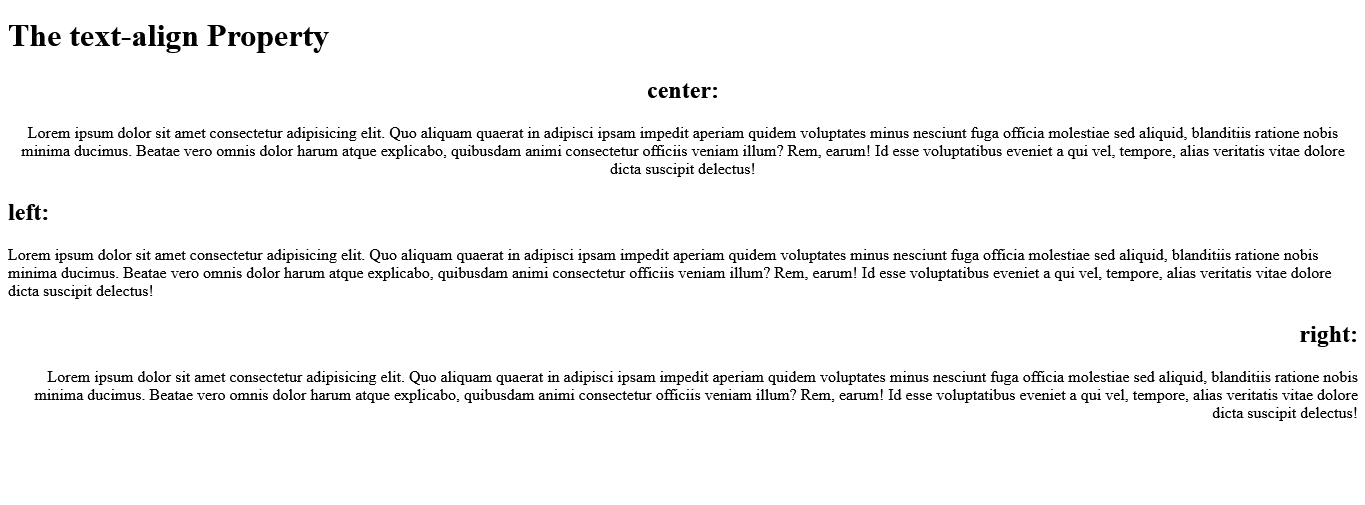 The text-align Property
center:
Lorem ipsum dolor sit amet consectetur adipisicing elit. Quo aliquam quaerat in adipisci ipsam impedit aperiam quidem voluptates minus nesciunt fuga officia molestiae sed aliquid, blanditiis ratione nobis
minima ducimus. Beatae vero omnis dolor harum atque explicabo, quibusdam animi consectetur officiis veniam illum? Rem, earum! Id esse voluptatibus eveniet a qui vel, tempore, alias veritatis vitae dolore
dicta suscipit delectus!
left:
Lorem ipsum dolor sit amet consectetur adipisicing elit. Quo aliquam quaerat in adipisci ipsam impedit aperiam quidem voluptates minus nesciunt fuga officia molestiae sed aliquid, blanditiis ratione nobis
minima ducimus. Beatae vero omnis dolor harum atque explicabo, quibusdam animi consectetur officiis veniam illum? Rem, earum! Id esse voluptatibus eveniet a qui vel, tempore, alias veritatis vitae dolore
dicta suscipit delectus!
right:
Lorem ipsum dolor sit amet consectetur adipisicing elit. Quo aliquam quaerat in adipisci ipsam impedit aperiam quidem voluptates minus nesciunt fuga officia molestiae sed aliquid, blanditiis ratione nobis
minima ducimus. Beatae vero omnis dolor harum atque explicabo, quibusdam animi consectetur officiis veniam illum? Rem, earum! Id esse voluptatibus eveniet a qui vel, tempore, alias veritatis vitae dolore
dicta suscipit delectus!